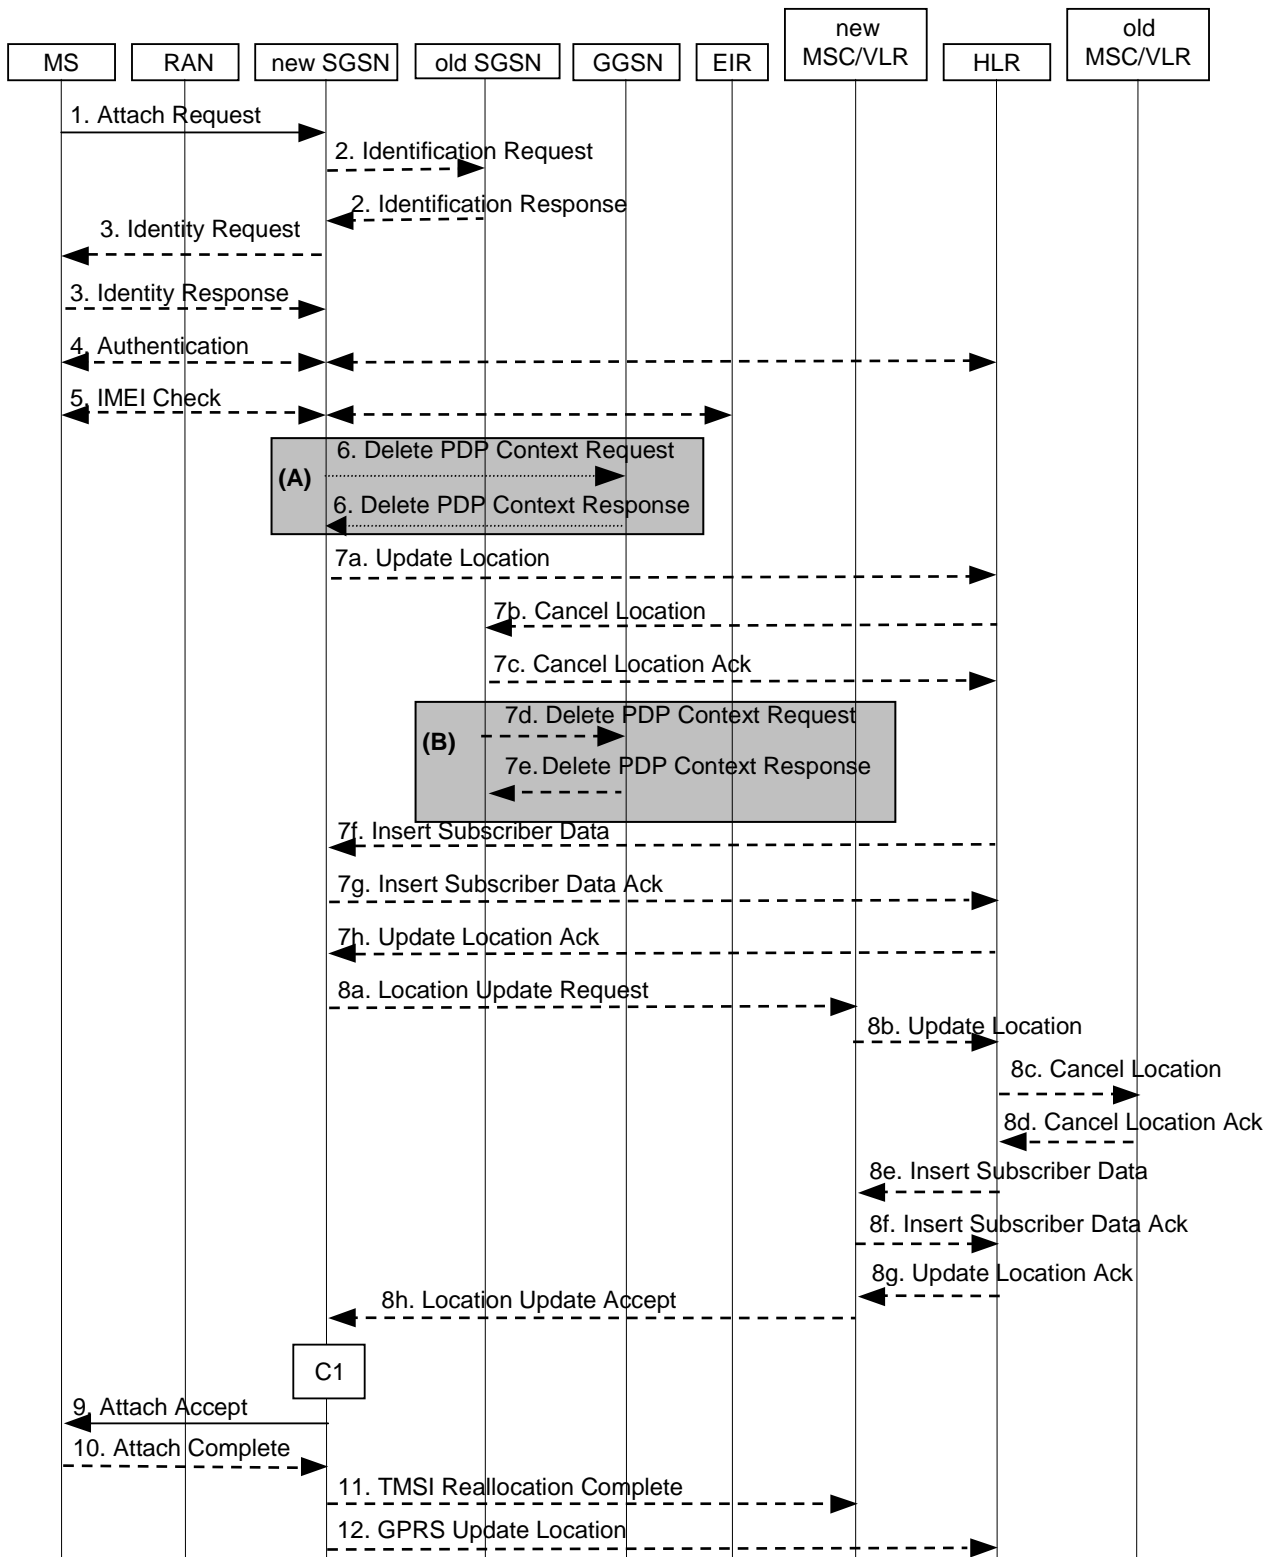 new
MSC/VLR
old
MSC/VLR
MS
RAN
new SGSN
old SGSN
GGSN
EIR
HLR
1. Attach Request
2. Identification Request
2. Identification Response
3. Identity Request
3. Identity Response
4. Authentication
5. IMEI Check
(A)
6. Delete PDP Context Request
6. Delete PDP Context Response
7a. Update Location
7b. Cancel Location
7c. Cancel Location Ack
(B)
7d. Delete PDP Context Request
7e. Delete PDP Context Response
7f. Insert Subscriber Data
7g. Insert Subscriber Data Ack
7h. Update Location Ack
8a. Location Update Request
8b. Update Location
8c. Cancel Location
8d. Cancel Location Ack
8e. Insert Subscriber Data
8f. Insert Subscriber Data Ack
8g. Update Location Ack
8h. Location Update Accept
C1
9. Attach Accept
10. Attach Complete
11. TMSI Reallocation Complete
12. GPRS Update Location